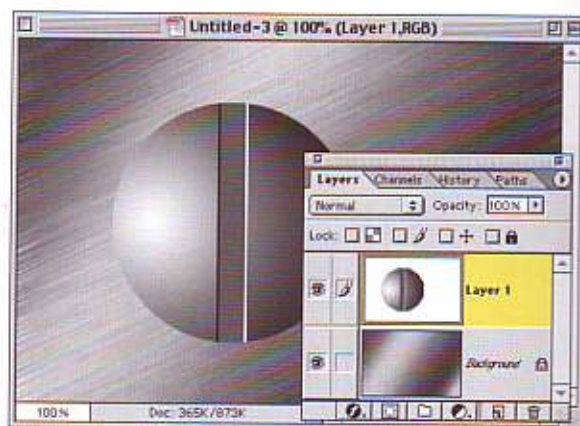 Untitled-3 @ 100% (Layer 1,RGB)
Layers Channels History Paths
Normal Opacity: 100%
Lock:
Layer 1
Background
100% Doc: 365K/873K